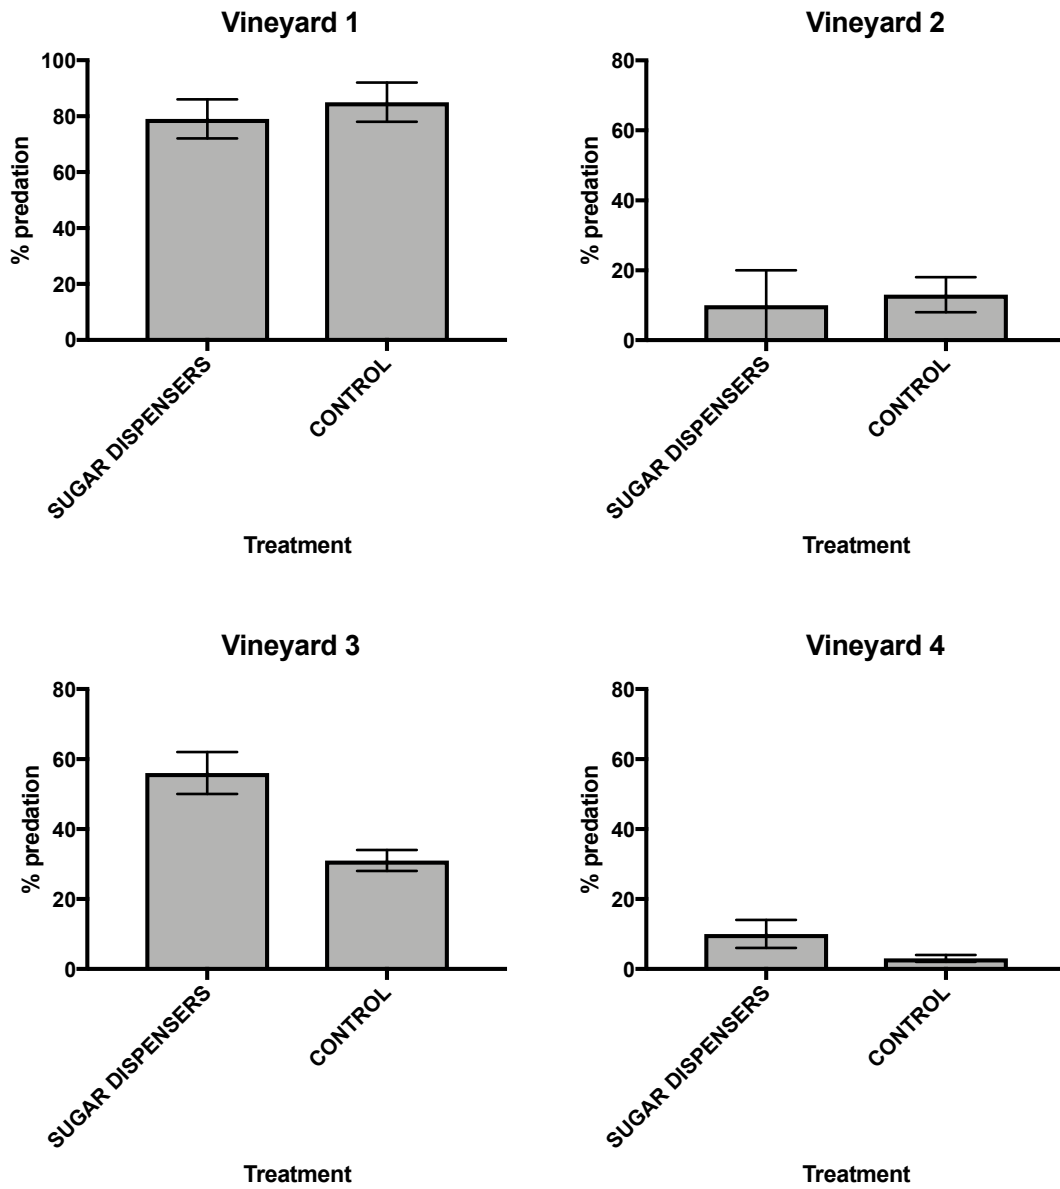 Vineyard 1
% predation
100
80
60
40
20
0
SUGAR DISPENSERS
CONTROL
Treatment
Vineyard 2
% predation
80
60
40
20
0
SUGAR DISPENSERS
CONTROL
Treatment
Vineyard 3
% predation
80
60
40
20
0
SUGAR DISPENSERS
CONTROL
Treatment
Vineyard 4
% predation
80
60
40
20
0
SUGAR DISPENSERS
CONTROL
Treatment